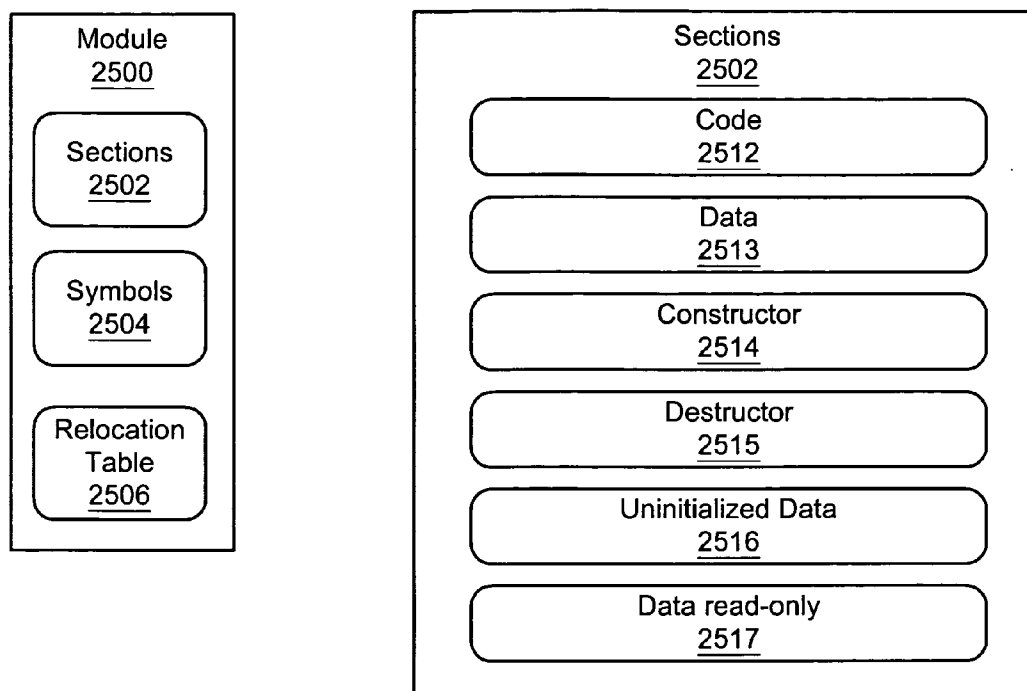 Module
2500
Sections
2502
Symbols
2504
Relocation
Table
2506
Sections
2502
Code
2512
Data
2513
Constructor
2514
Destructor
2515
Uninitialized Data
2516
Data read-only
2517